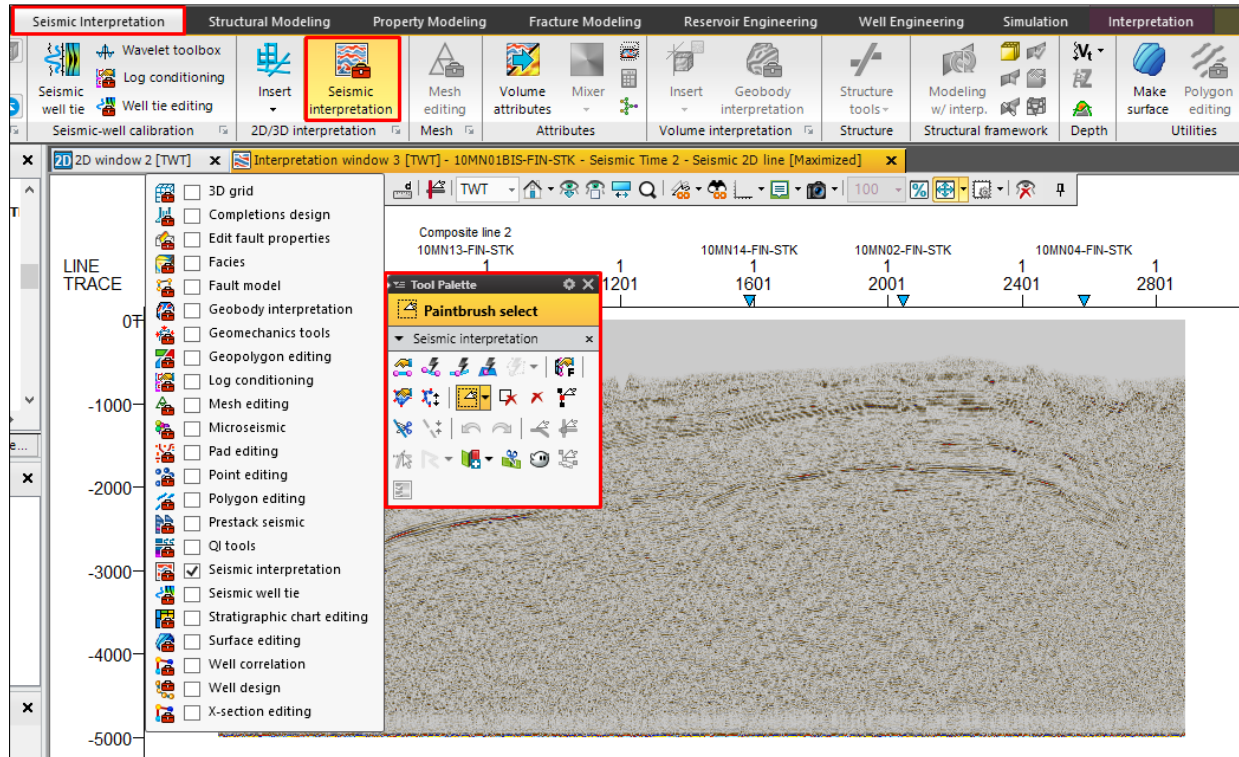 Seismic Interpretation Structural Modeling Property Modeling Fracture Modeling Reservoir Engineering Well Engineering Simulation Interpretation
Seismic well tie
Wavelet toolbox
Log conditioning
Well tie editing
Insert
Seismic interpretation
Mesh editing
Volume attributes
Mixer
Insert
Geobody interpretation
Structure tools
Modeling w/ interp.
Make surface
Polygon editing
Seismic-well calibration 2D/3D interpretation Mesh Attributes Volume interpretation Structure Structural framework Depth Utilities
2D 2D window 2 [TWT] Interpretation window 3 [TWT] - 10MN01BIS-FIN-STK - Seismic Time 2 - Seismic 2D line [Maximized]
TWT 100
3D grid
Completions design
Edit fault properties
Facies
Fault model
Geobody interpretation
Geomechanics tools
Geopolygon editing
Log conditioning
Mesh editing
Microseismic
Pad editing
Point editing
Polygon editing
Prestack seismic
QI tools
Seismic interpretation
Seismic well tie
Stratigraphic chart editing
Surface editing
Well correlation
Well design
X-section editing
Composite line 2
10MN13-FIN-STK 10MN14-FIN-STK 10MN02-FIN-STK 10MN04-FIN-STK
LINE 1 1 1 1 1 1
TRACE 1201 1601 2001 2401 2801
Tool Palette
Paintbrush select
Seismic interpretation
0
-1000
-2000
-3000
-4000
-5000